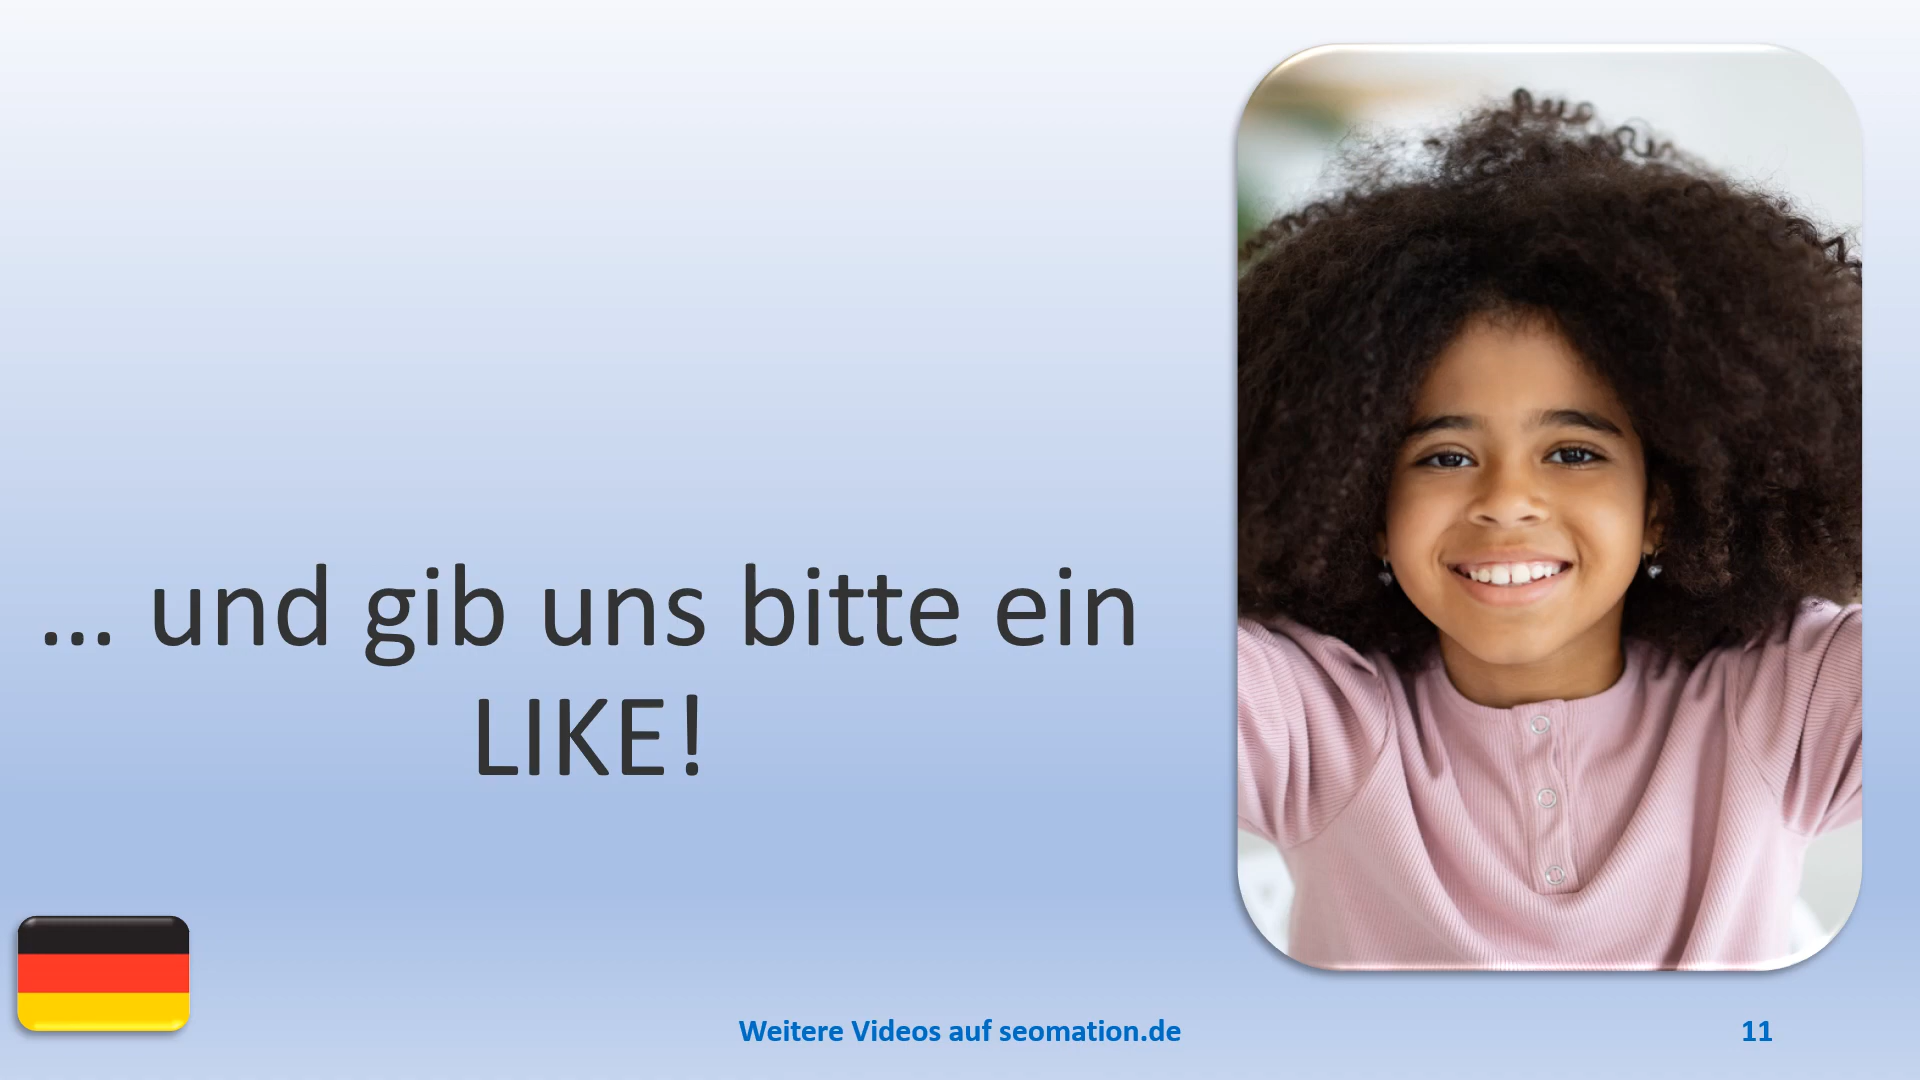 ... und gib uns bitte ein
LIKE!
Weitere Videos auf seomation.de
11